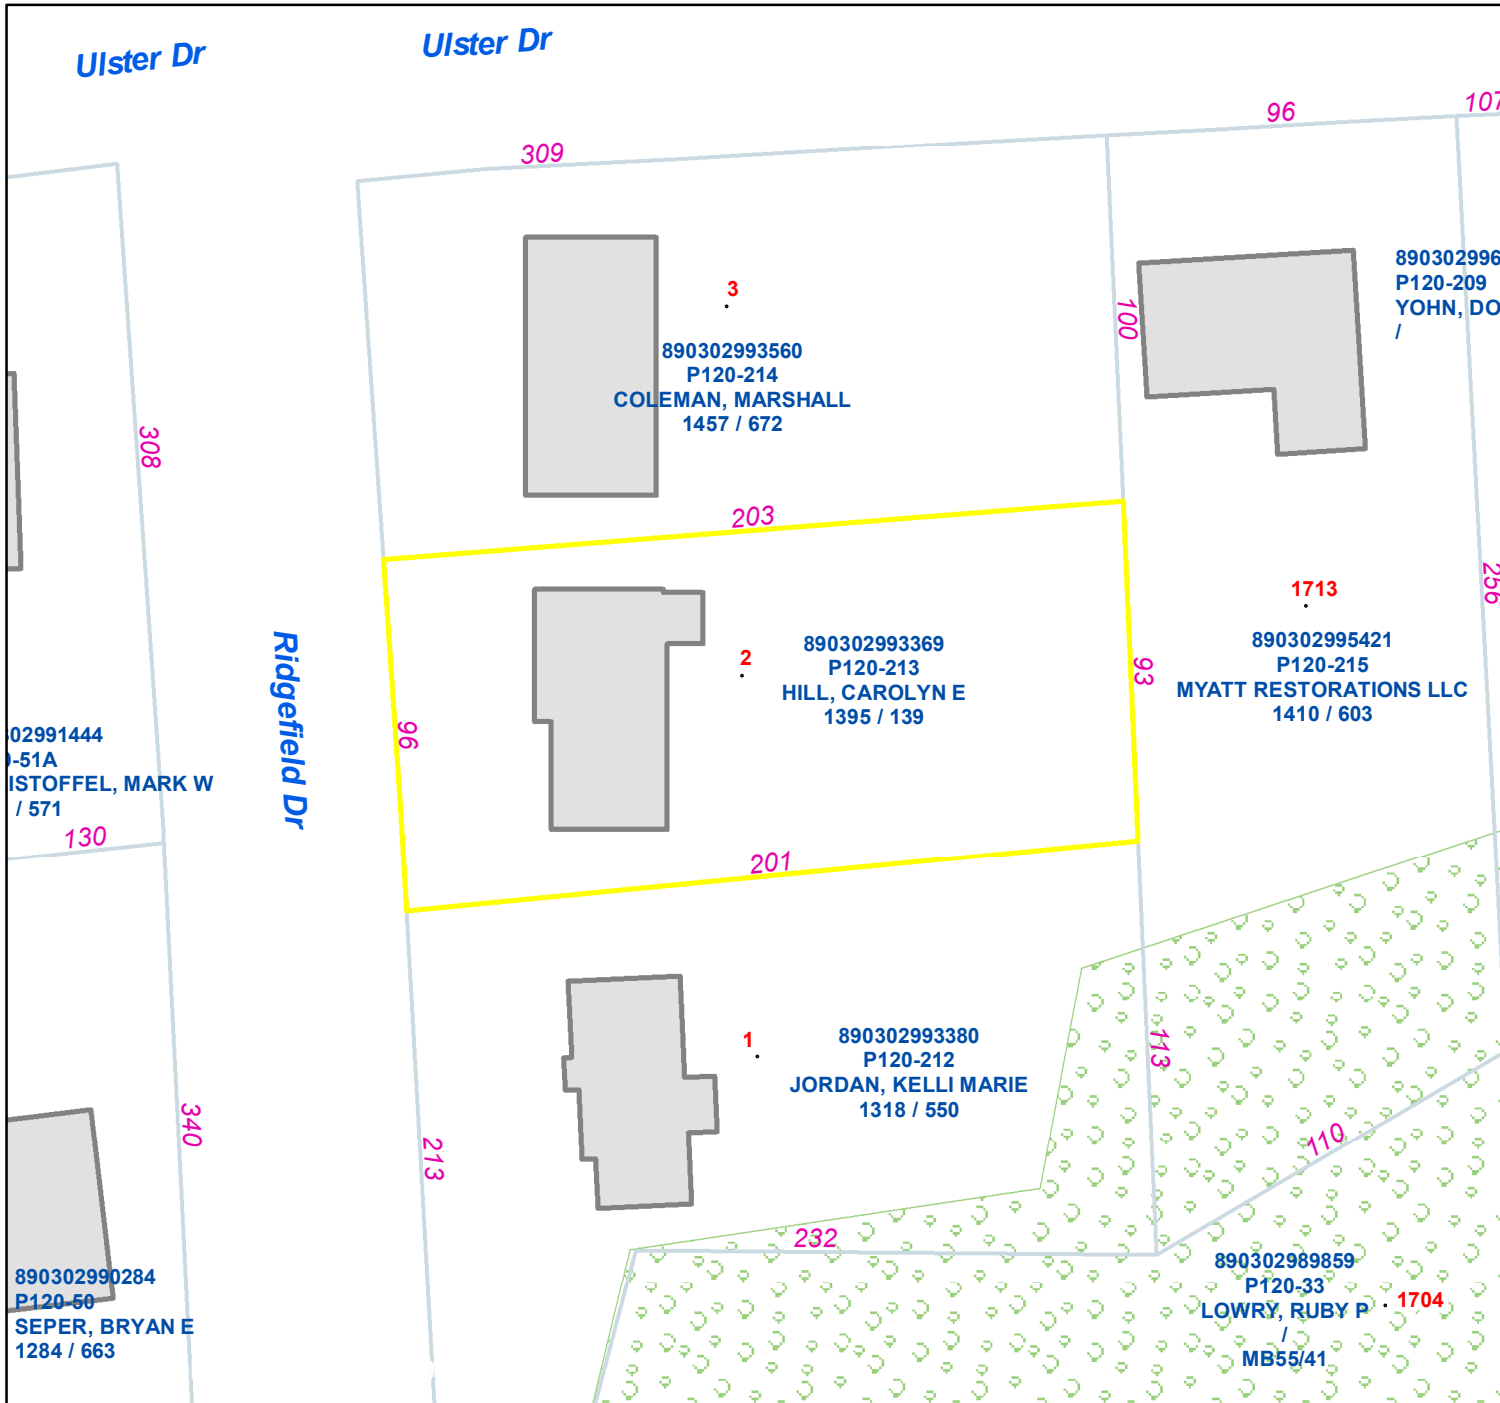 Ulster Dr
Ulster Dr
107
96
309
3
890302993560
P120-214
COLEMAN, MARSHALL
1457 / 672
100
890302996
P120-209
YOHN, DO
/
308
203
1713
890302995421
P120-215
MYATT RESTORATIONS LLC
1410 / 603
256
Ridgefield Dr
2
890302993369
P120-213
HILL, CAROLYN E
1395 / 139
93
96
02991444
-51A
ISTOFFEL, MARK W
/ 571
130
201
1
890302993380
P120-212
JORDAN, KELLI MARIE
1318 / 550
113
340
213
110
232
890302990284
P120-50
SEPER, BRYAN E
1284 / 663
890302989859
P120-33
LOWRY, RUBY P
/
MB55/41
1704